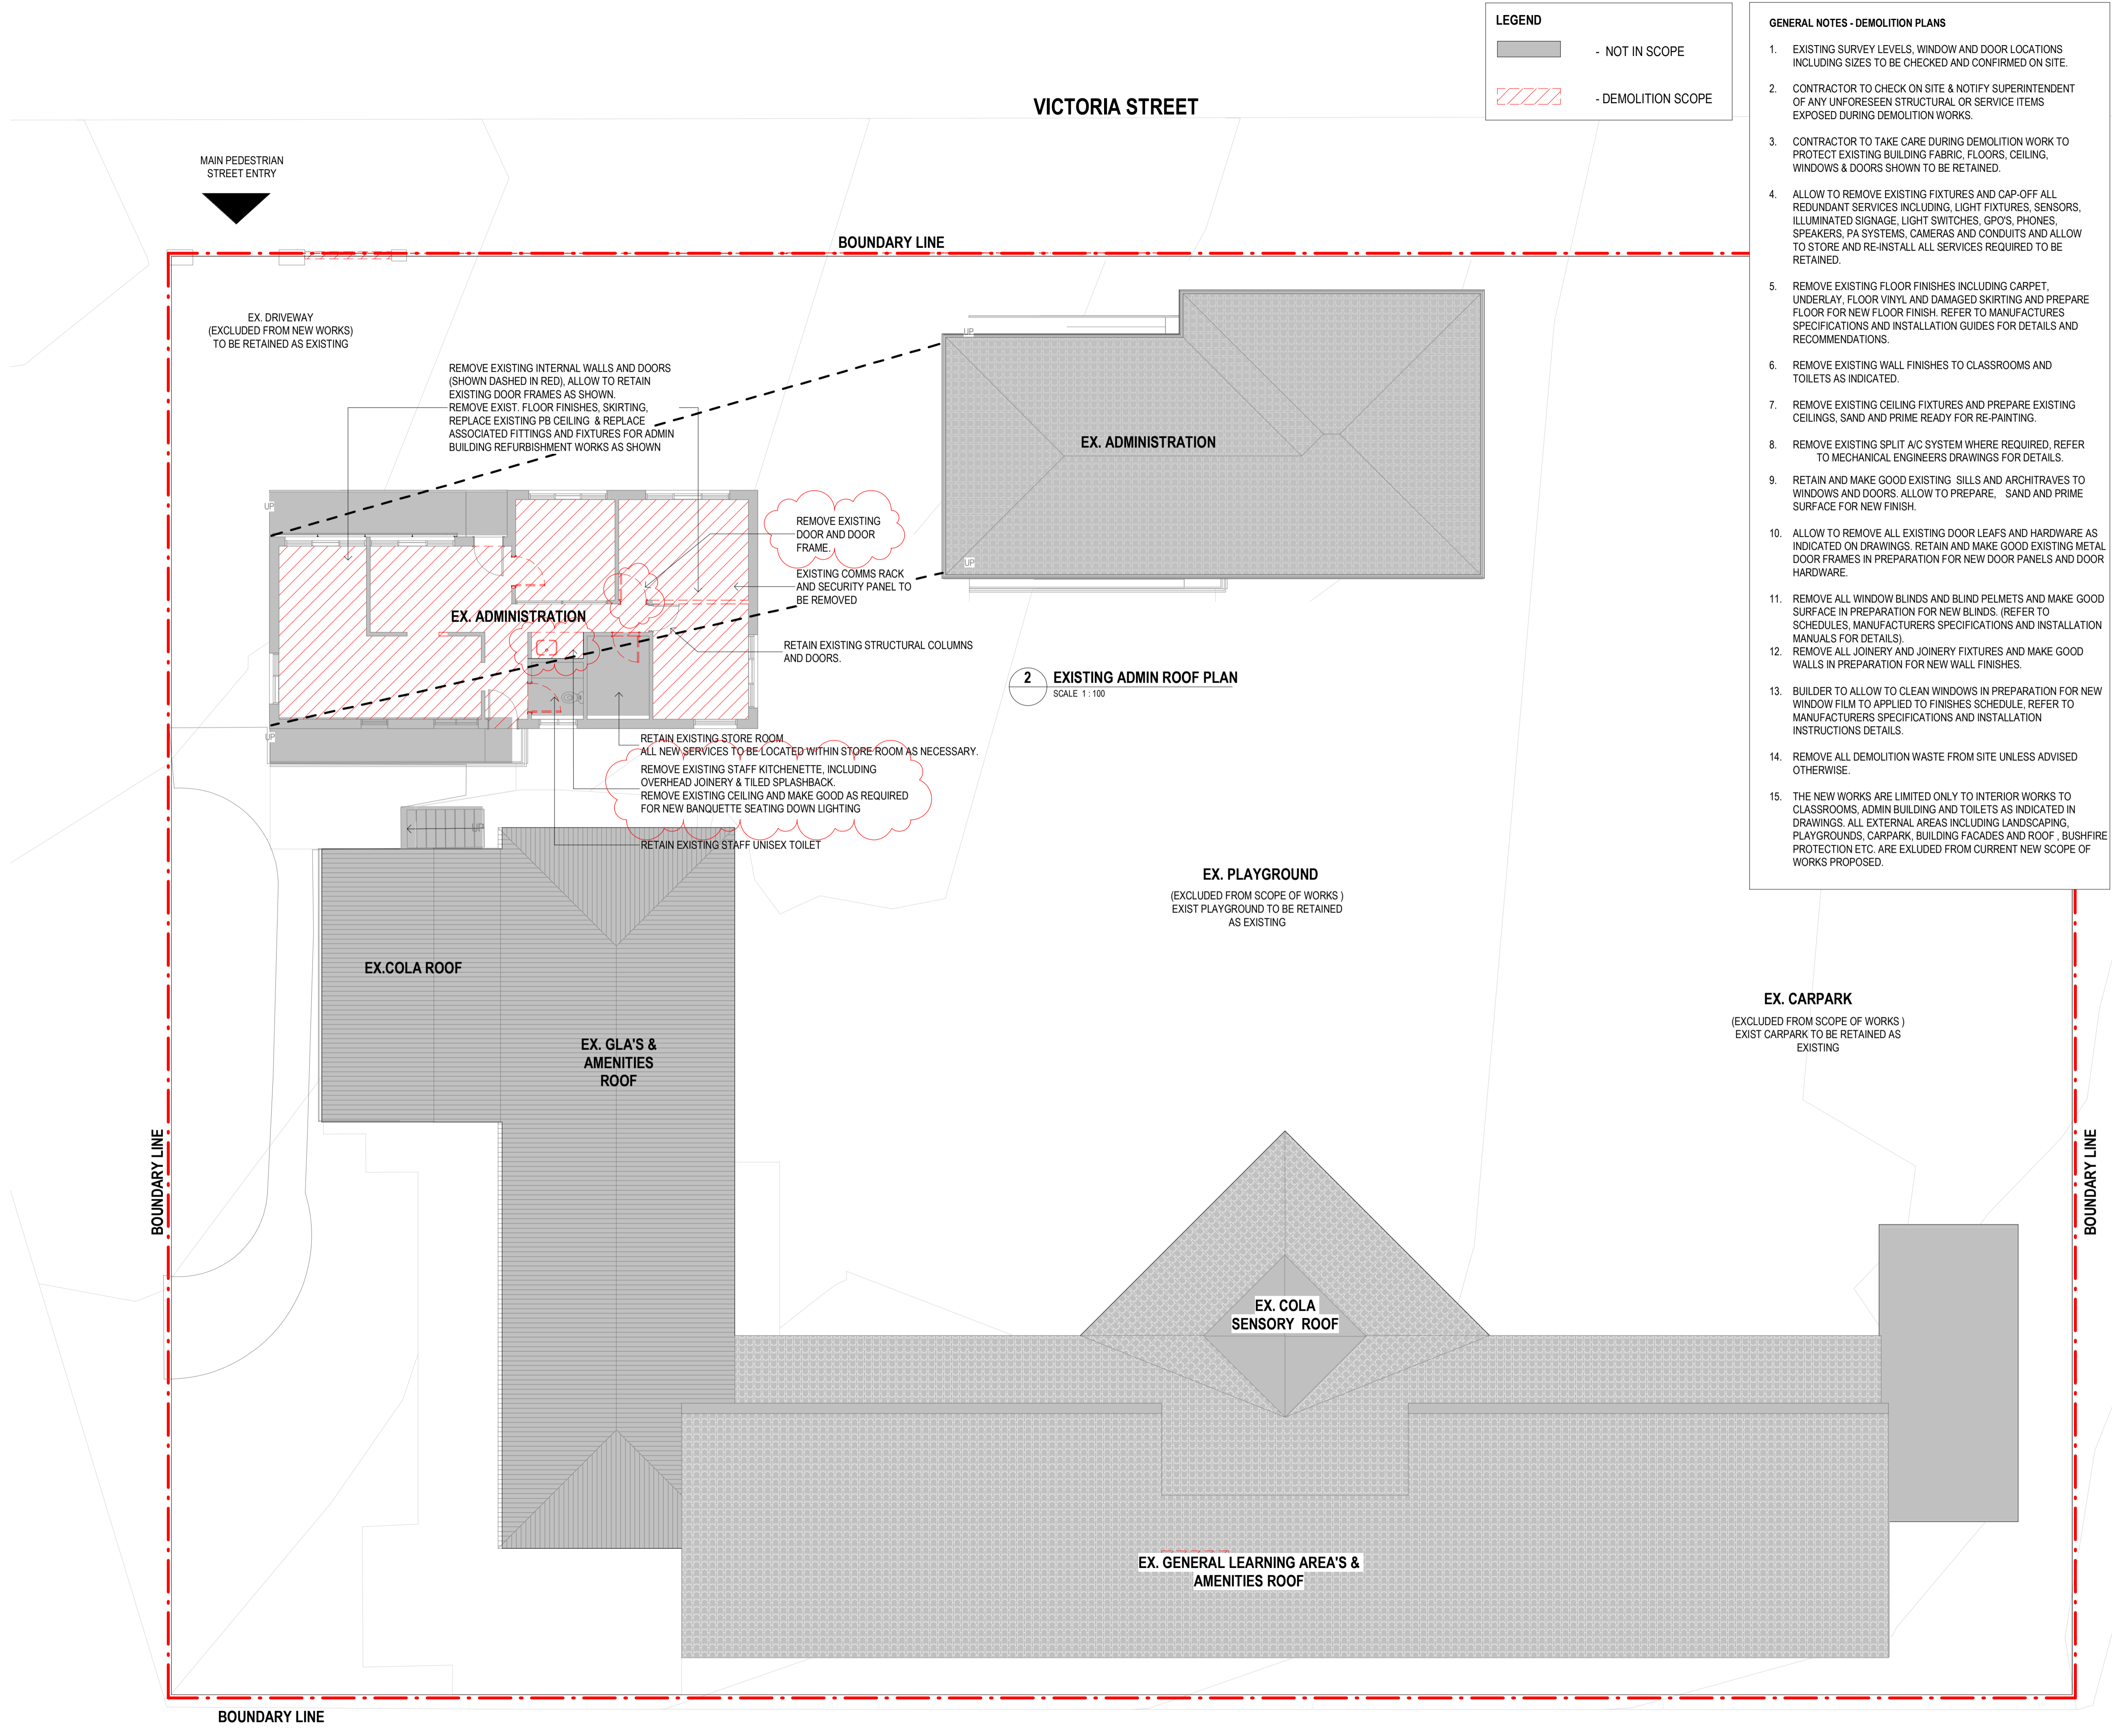 LEGEND
- NOT IN SCOPE
- DEMOLITION SCOPE
GENERAL NOTES - DEMOLITION PLANS
1. EXISTING SURVEY LEVELS, WINDOW AND DOOR LOCATIONS
INCLUDING SIZES TO BE CHECKED AND CONFIRMED ON SITE.
2. CONTRACTOR TO CHECK ON SITE & NOTIFY SUPERINTENDENT
OF ANY UNFORESEEN STRUCTURAL OR SERVICE ITEMS
EXPOSED DURING DEMOLITION WORKS.
3. CONTRACTOR TO TAKE CARE DURING DEMOLITION WORK TO
PROTECT EXISTING BUILDING FABRIC, FLOORS, CEILING,
WINDOWS & DOORS SHOWN TO BE RETAINED.
4. ALLOW TO REMOVE EXISTING FIXTURES AND CAP-OFF ALL
REDUNDANT SERVICES INCLUDING, LIGHT FIXTURES, SENSORS,
ILLUMINATED SIGNAGE, LIGHT SWITCHES, GPO'S, PHONES,
SPEAKERS, PA SYSTEMS, CAMERAS AND CONDUITS AND ALLOW
TO STORE AND RE-INSTALL ALL SERVICES REQUIRED TO BE
RETAINED.
5. REMOVE EXISTING FLOOR FINISHES INCLUDING CARPET,
UNDERLAY, FLOOR VINYL AND DAMAGED SKIRTING AND PREPARE
FLOOR FOR NEW FLOOR FINISH. REFER TO MANUFACTURES
SPECIFICATIONS AND INSTALLATION GUIDES FOR DETAILS AND
RECOMMENDATIONS.
6. REMOVE EXISTING WALL FINISHES TO CLASSROOMS AND
TOILETS AS INDICATED.
7. REMOVE EXISTING CEILING FIXTURES AND PREPARE EXISTING
CEILINGS, SAND AND PRIME READY FOR RE-PAINTING.
8. REMOVE EXISTING SPLIT A/C SYSTEM WHERE REQUIRED, REFER
TO MECHANICAL ENGINEERS DRAWINGS FOR DETAILS.
9. RETAIN AND MAKE GOOD EXISTING SILLS AND ARCHITRAVES TO
WINDOWS AND DOORS. ALLOW TO PREPARE, SAND AND PRIME
SURFACE FOR NEW FINISH.
10. ALLOW TO REMOVE ALL EXISTING DOOR LEAFS AND HARDWARE AS
INDICATED ON DRAWINGS. RETAIN AND MAKE GOOD EXISTING METAL
DOOR FRAMES IN PREPARATION FOR NEW DOOR PANELS AND DOOR
HARDWARE.
11. REMOVE ALL WINDOW BLINDS AND BLIND PELMETS AND MAKE GOOD
SURFACE IN PREPARATION FOR NEW BLINDS. (REFER TO
SCHEDULES, MANUFACTURERS SPECIFICATIONS AND INSTALLATION
MANUALS FOR DETAILS).
12. REMOVE ALL JOINERY AND JOINERY FIXTURES AND MAKE GOOD
WALLS IN PREPARATION FOR NEW WALL FINISHES.
13. BUILDER TO ALLOW TO CLEAN WINDOWS IN PREPARATION FOR NEW
WINDOW FILM TO APPLIED TO FINISHES SCHEDULE, REFER TO
MANUFACTURERS SPECIFICATIONS AND INSTALLATION
INSTRUCTIONS DETAILS.
14. REMOVE ALL DEMOLITION WASTE FROM SITE UNLESS ADVISED
OTHERWISE.
15. THE NEW WORKS ARE LIMITED ONLY TO INTERIOR WORKS TO
CLASSROOMS, ADMIN BUILDING AND TOILETS AS INDICATED IN
DRAWINGS. ALL EXTERNAL AREAS INCLUDING LANDSCAPING,
PLAYGROUNDS, CARPARK, BUILDING FACADES AND ROOF , BUSHFIRE
PROTECTION ETC. ARE EXLUDED FROM CURRENT NEW SCOPE OF
WORKS PROPOSED.
VICTORIA STREET
MAIN PEDESTRIAN
STREET ENTRY
BOUNDARY LINE
EX. DRIVEWAY
(EXCLUDED FROM NEW WORKS)
TO BE RETAINED AS EXISTING
REMOVE EXISTING INTERNAL WALLS AND DOORS
(SHOWN DASHED IN RED), ALLOW TO RETAIN
EXISTING DOOR FRAMES AS SHOWN.
REMOVE EXIST. FLOOR FINISHES, SKIRTING,
REPLACE EXISTING PB CEILING & REPLACE
ASSOCIATED FITTINGS AND FIXTURES FOR ADMIN
BUILDING REFURBISHMENT WORKS AS SHOWN
UP
EX. ADMINISTRATION
UP
UP
REMOVE EXISTING
DOOR AND DOOR
FRAME.
EXISTING COMMS RACK
AND SECURITY PANEL TO
BE REMOVED
EX. ADMINISTRATION
RETAIN EXISTING STRUCTURAL COLUMNS
AND DOORS.
2 EXISTING ADMIN ROOF PLAN
SCALE 1 : 100
UP
RETAIN EXISTING STORE ROOM
ALL NEW SERVICES TO BE LOCATED WITHIN STORE ROOM AS NECESSARY.
REMOVE EXISTING STAFF KITCHENETTE, INCLUDING
OVERHEAD JOINERY & TILED SPLASHBACK.
REMOVE EXISTING CEILING AND MAKE GOOD AS REQUIRED
FOR NEW BANQUETTE SEATING DOWN LIGHTING
UP
RETAIN EXISTING STAFF UNISEX TOILET
EX. PLAYGROUND
(EXCLUDED FROM SCOPE OF WORKS )
EXIST PLAYGROUND TO BE RETAINED
AS EXISTING
EX.COLA ROOF
EX. CARPARK
(EXCLUDED FROM SCOPE OF WORKS )
EXIST CARPARK TO BE RETAINED AS
EXISTING
EX. GLA'S &
AMENITIES
ROOF
BOUNDARY LINE
BOUNDARY LINE
EX. COLA
SENSORY ROOF
EX. GENERAL LEARNING AREA'S &
AMENITIES ROOF
BOUNDARY LINE